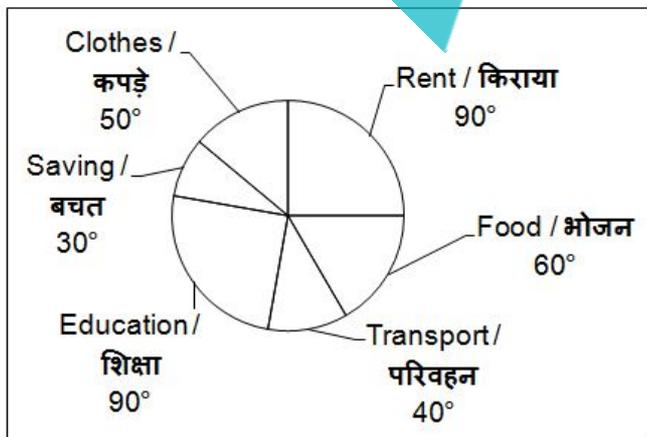 Clothes /
कपड़े
50°
Rent / किराया
90°
Saving /
बचत
30°
Food / भोजन
60°
Education /
शिक्षा
90°
Transport /
परिवहन
40°